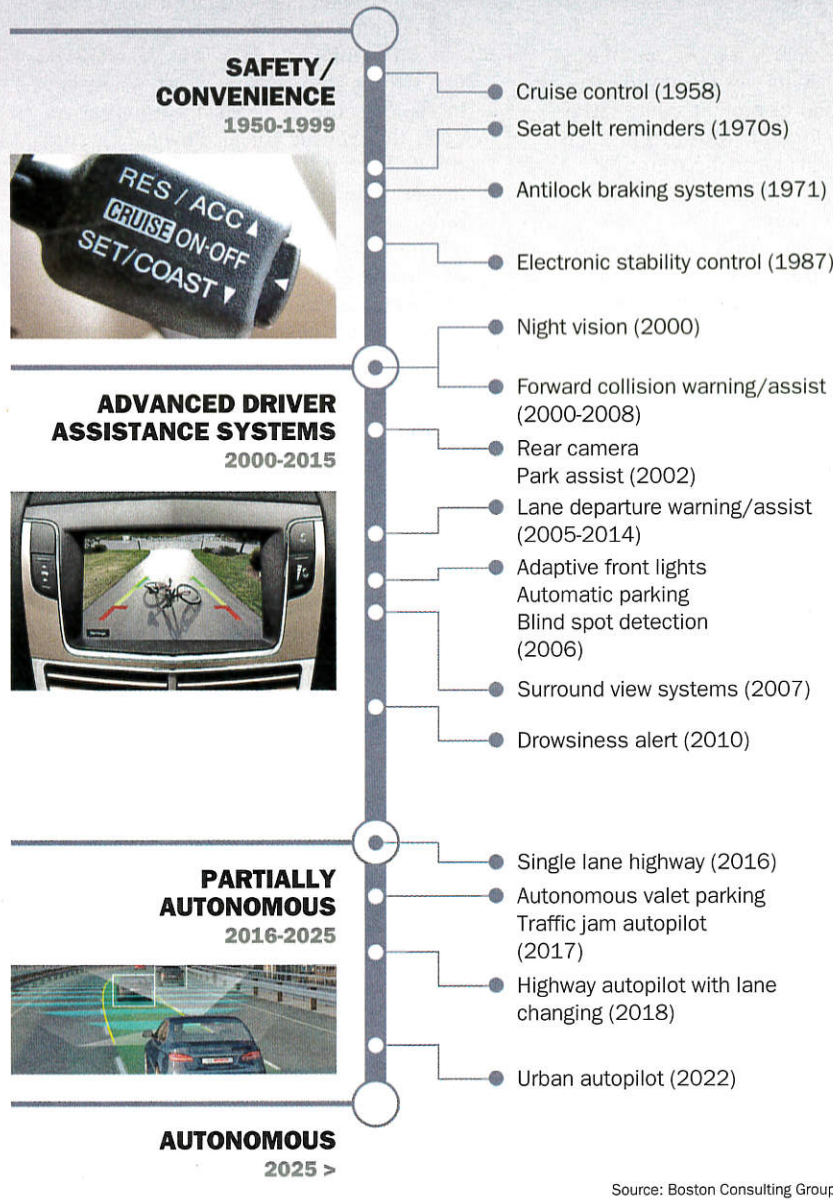 SAFETY/
CONVENIENCE
1950-1999
RES / ACC ▲
CRUISE ON-OFF
SET/COAST ▼
Cruise control (1958)
Seat belt reminders (1970s)
Antilock braking systems (1971)
Electronic stability control (1987)
Night vision (2000)
Forward collision warning/assist
(2000-2008)
ADVANCED DRIVER
ASSISTANCE SYSTEMS
2000-2015
Rear camera
Park assist (2002)
Lane departure warning/assist
(2005-2014)
Adaptive front lights
Automatic parking
Blind spot detection
(2006)
Surround view systems (2007)
Drowsiness alert (2010)
PARTIALLY
AUTONOMOUS
2016-2025
Single lane highway (2016)
Autonomous valet parking
Traffic jam autopilot
(2017)
Highway autopilot with lane
changing (2018)
Urban autopilot (2022)
AUTONOMOUS
2025 >
Source: Boston Consulting Group